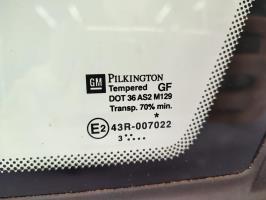 GM PILKINGTON
Tempered GF
DOT 36 AS2 M129
Transp. 70% min.
E2 43R-007022
3